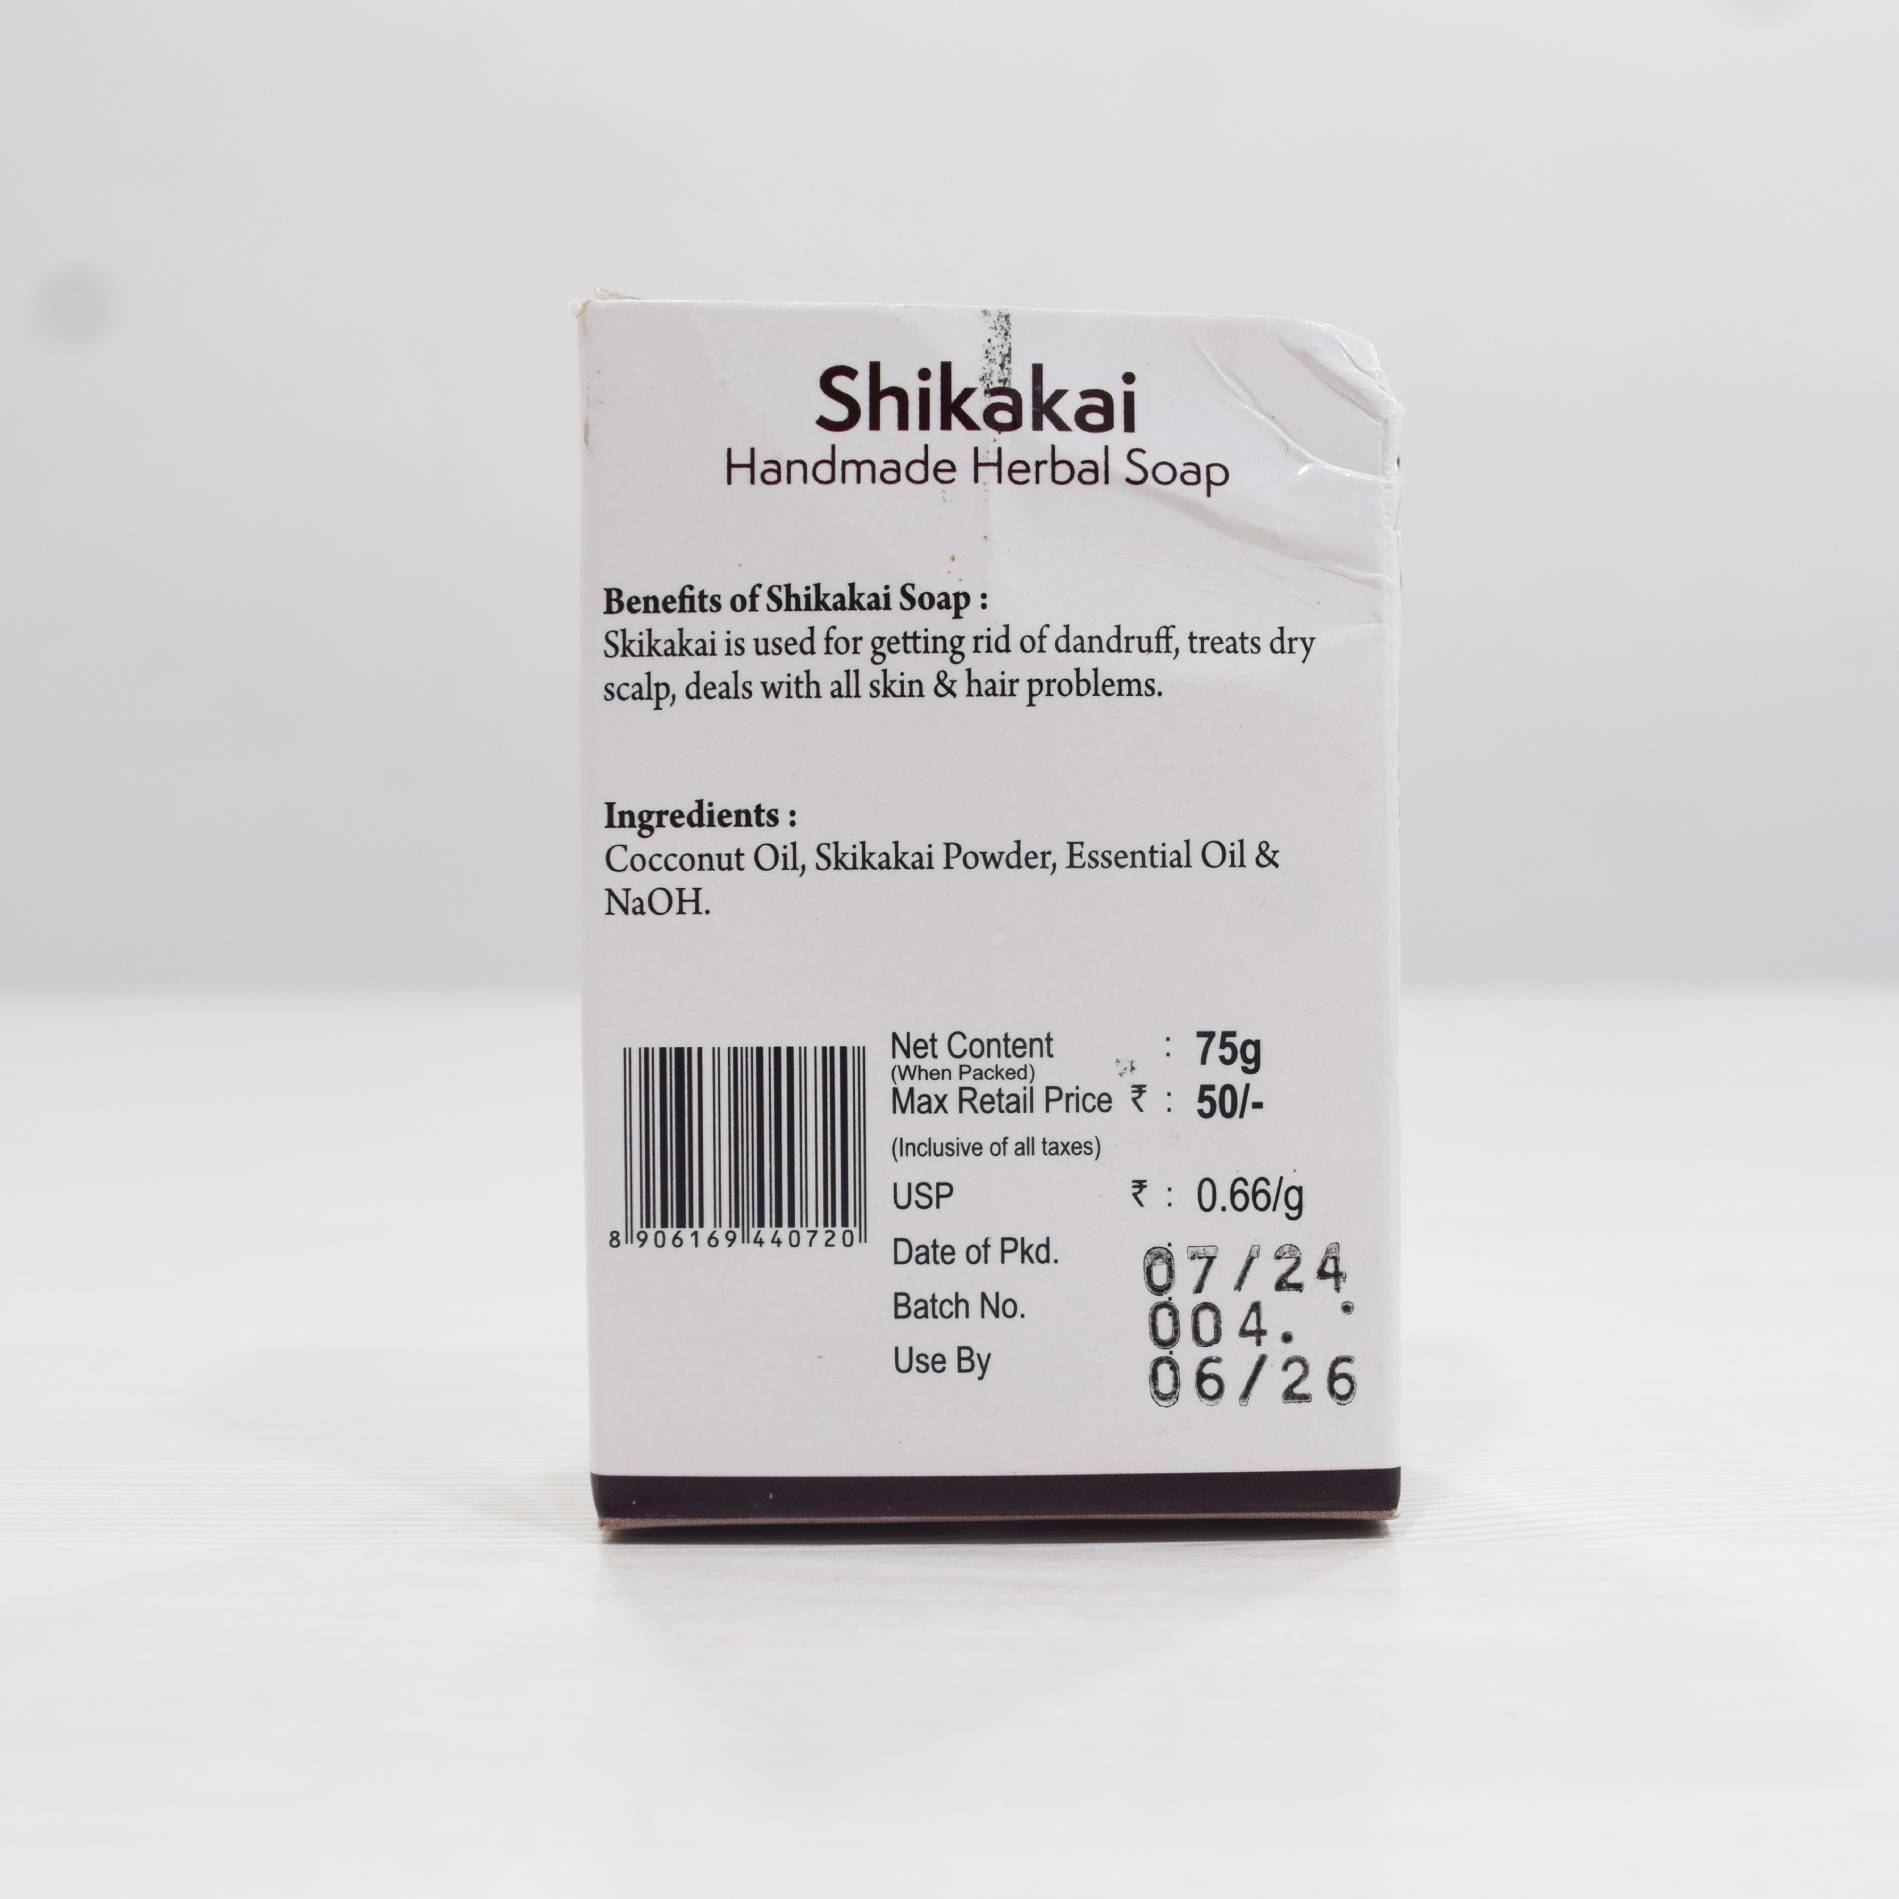 Shikakai
Handmade Herbal Soap
Benefits of Shikakai Soap :
Skikakai is used for getting rid of dandruff, treats dry
scalp, deals with all skin & hair problems.
Ingredients :
Cocconut Oil, Skikakai Powder, Essential Oil &
NaOH.
Net Content : 75g
(When Packed)
Max Retail Price ₹ : 50/-
(Inclusive of all taxes)
USP ₹ : 0.66/g
8 906169 440720
Date of Pkd. 07/24
Batch No. 004.
Use By 06/26